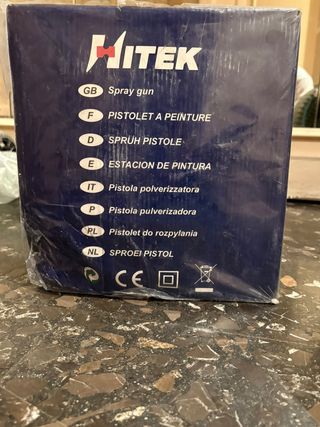 HITEK
GB Spray gun
F PISTOLET A PEINTURE
D SPRÜH PISTOLE
E ESTACION DE PINTURA
IT Pistola polverizzatora
P Pistola pulverizadora
PL Pistolet do rozpylania
NL SPROEI PISTOL
CE